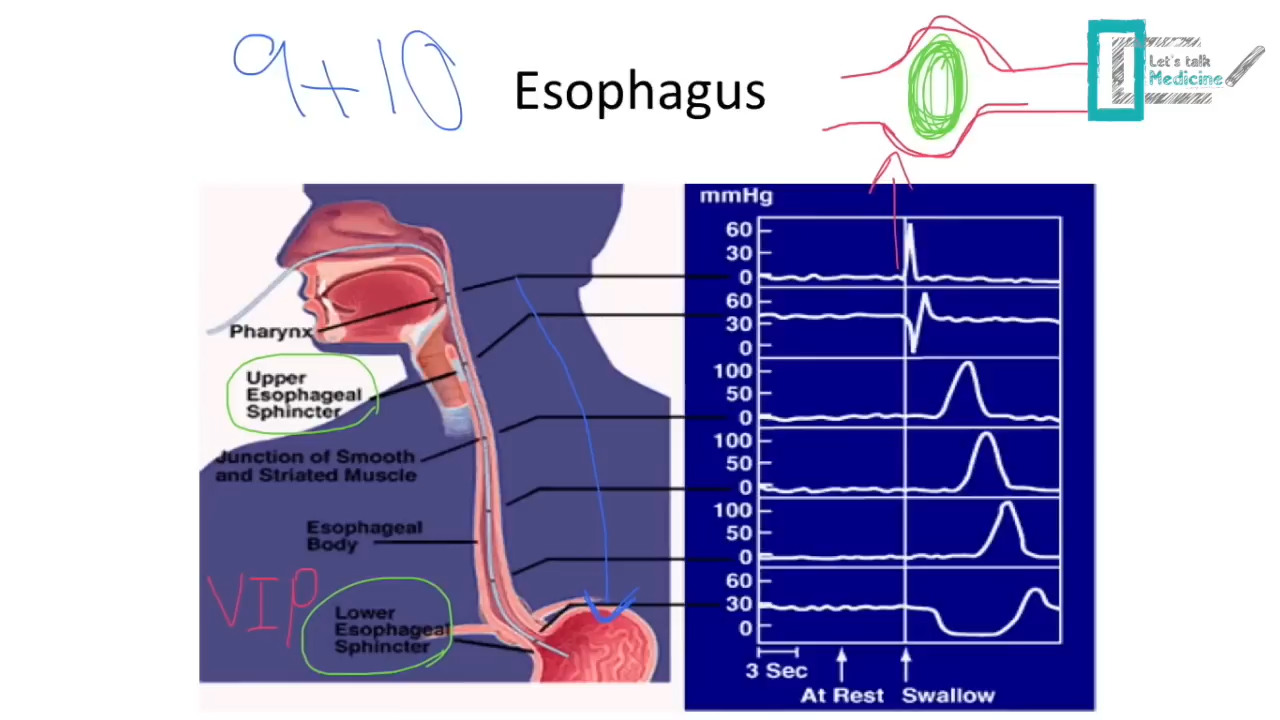 9+10
Esophagus
Let's talk
Medicine
Pharynx
Upper
Esophageal
Sphincter
Junction of Smooth
and Striated Muscle
Esophageal
Body
VIP
Lower
Esophageal
Sphincter
mmHg
60
30
0
60
30
0
100
50
0
100
50
0
100
50
0
60
30
0
3 Sec
At Rest Swallow